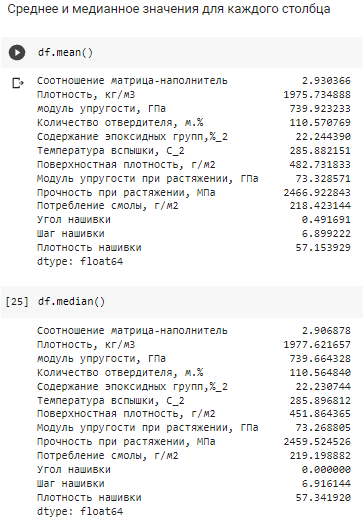 Среднее и медианное значения для каждого столбца
df.mean()
Соотношение матрица-наполнитель 2.930366
Плотность, кг/м3 1975.734888
модуль упругости, ГПа 739.923233
Количество отвердителя, м.% 110.570769
Содержание эпоксидных групп,%_2 22.244390
Температура вспышки, С_2 285.882151
Поверхностная плотность, г/м2 482.731833
Модуль упругости при растяжении, ГПа 73.328571
Прочность при растяжении, МПа 2466.922843
Потребление смолы, г/м2 218.423144
Угол нашивки 0.491691
Шаг нашивки 6.899222
Плотность нашивки 57.153929
dtype: float64
[25] df.median()
Соотношение матрица-наполнитель 2.906878
Плотность, кг/м3 1977.621657
модуль упругости, ГПа 739.664328
Количество отвердителя, м.% 110.564840
Содержание эпоксидных групп,%_2 22.230744
Температура вспышки, С_2 285.896812
Поверхностная плотность, г/м2 451.864365
Модуль упругости при растяжении, ГПа 73.268805
Прочность при растяжении, МПа 2459.524526
Потребление смолы, г/м2 219.198882
Угол нашивки 0.000000
Шаг нашивки 6.916144
Плотность нашивки 57.341920
dtype: float64